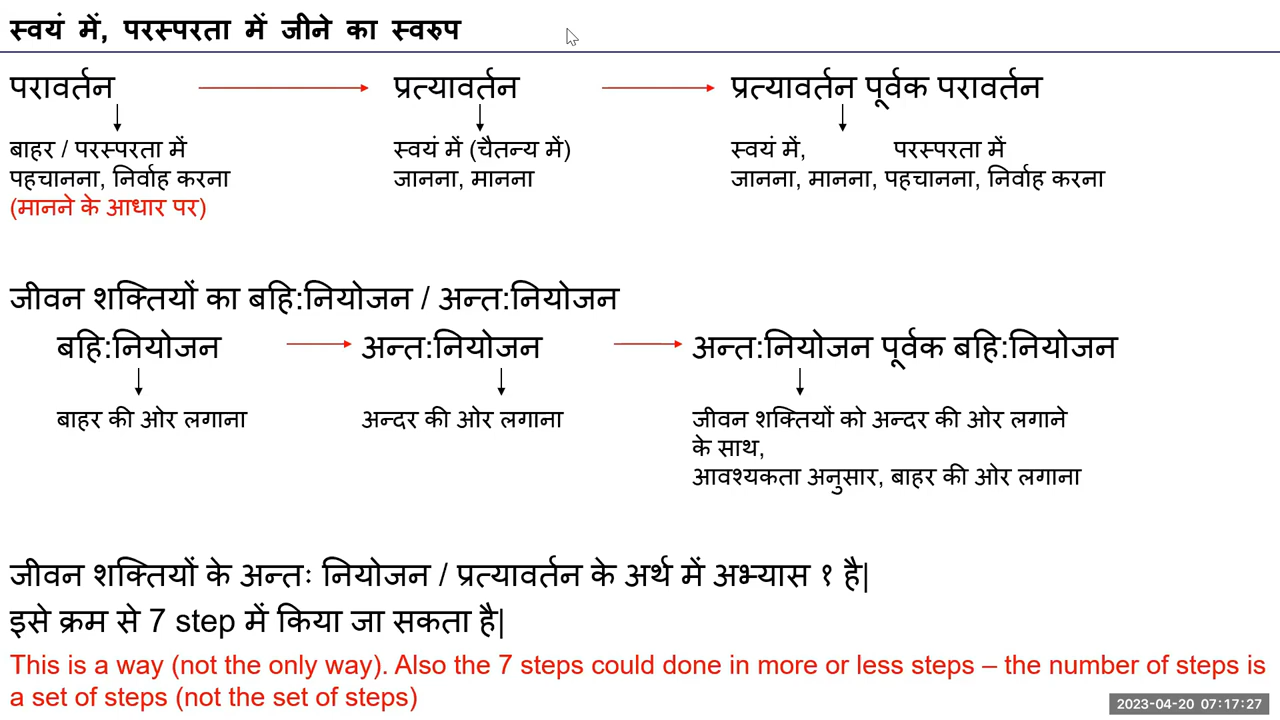 स्वयं में, परस्परता में जीने का स्वरुप
परावर्तन प्रत्यावर्तन प्रत्यावर्तन पूर्वक परावर्तन
बाहर / परस्परता में स्वयं में (चैतन्य में) स्वयं में, परस्परता में
पहचानना, निर्वाह करना जानना, मानना जानना, मानना, पहचानना, निर्वाह करना
(मानने के आधार पर)
जीवन शक्तियों का बहि:नियोजन / अन्त:नियोजन
बहि:नियोजन अन्त:नियोजन अन्त:नियोजन पूर्वक बहि:नियोजन
बाहर की ओर लगाना अन्दर की ओर लगाना जीवन शक्तियों को अन्दर की ओर लगाने
के साथ,
आवश्यकता अनुसार, बाहर की ओर लगाना
जीवन शक्तियों के अन्तः नियोजन / प्रत्यावर्तन के अर्थ में अभ्यास १ है|
इसे क्रम से 7 step में किया जा सकता है|
This is a way (not the only way). Also the 7 steps could done in more or less steps – the number of steps is
a set of steps (not the set of steps)
2023-04-20 07:17:27